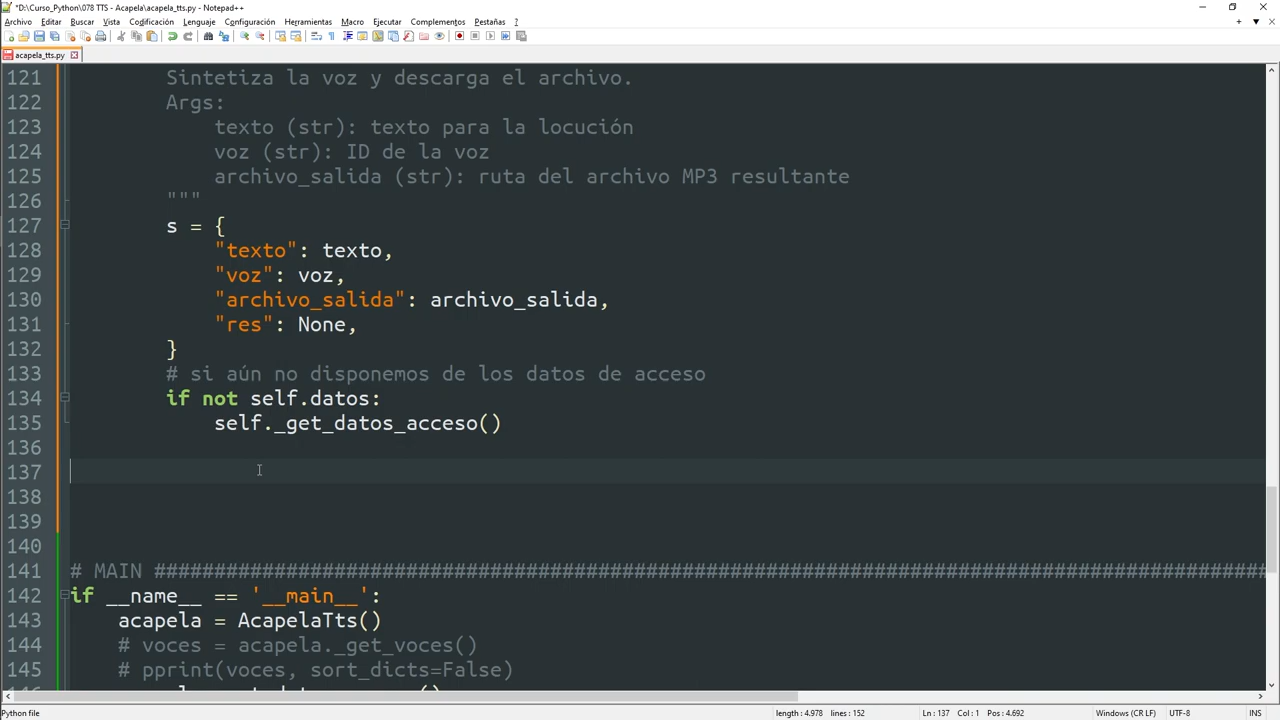 *D:\Curso_Python\078 TTS - Acapela\acapela_tts.py - Notepad++
Archivo Editar Buscar Vista Codificación Lenguaje Configuración Herramientas Macro Ejecutar Complementos Pestañas ?
acapela_tts.py
121 Sintetiza la voz y descarga el archivo.
122 Args:
123 texto (str): texto para la locución
124 voz (str): ID de la voz
125 archivo_salida (str): ruta del archivo MP3 resultante
126 """
127 s = {
128 "texto": texto,
129 "voz": voz,
130 "archivo_salida": archivo_salida,
131 "res": None,
132 }
133 # si aún no disponemos de los datos de acceso
134 if not self.datos:
135 self._get_datos_acceso()
136
137
138
139
140
141 # MAIN ####################################################################################################
142 if __name__ == '__main__':
143 acapela = AcapelaTts()
144 # voces = acapela._get_voces()
145 # pprint(voces, sort_dicts=False)
Python file length : 4.978 lines : 152 Ln : 137 Col : 1 Pos : 4.692 Windows (CR LF) UTF-8 INS